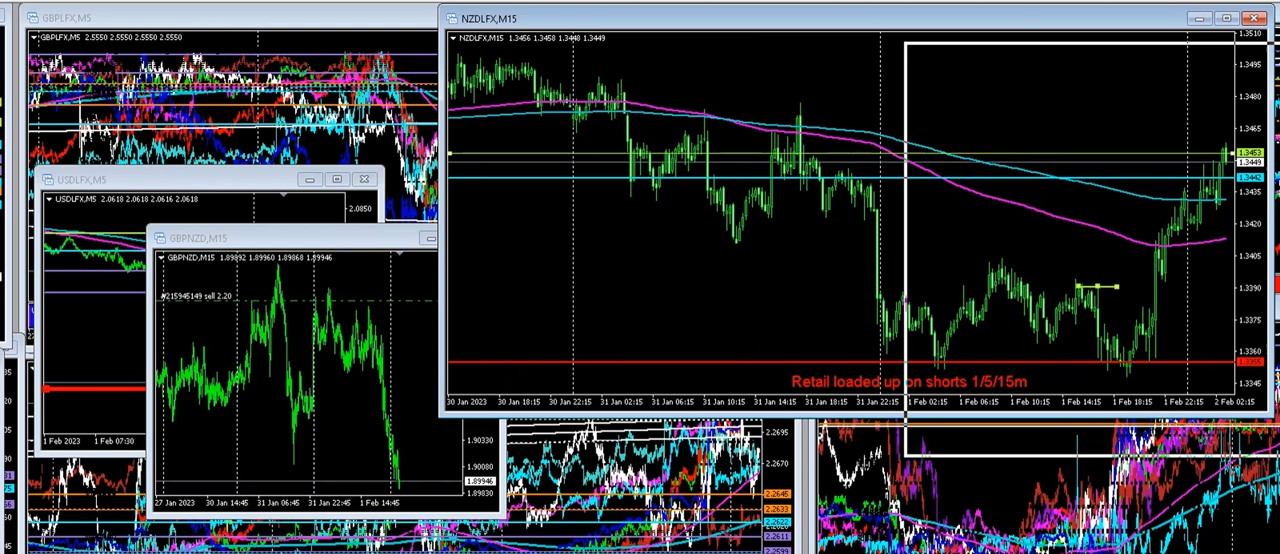 GBPLFX,M5
GBPLFX,M5 2.5550 2.5550 2.5550 2.5550
NZDLFX,M15
NZDLFX,M15 1.3456 1.3458 1.3448 1.3449
1.3510
1.3495
1.3480
1.3465
1.3453
1.3449
1.3442
1.3435
1.3420
1.3405
1.3390
1.3375
1.3360
1.3345
Retail loaded up on shorts 1/5/15m
30 Jan 2023 30 Jan 18:15 30 Jan 22:15 31 Jan 02:15 31 Jan 06:15 31 Jan 10:15 31 Jan 14:15 31 Jan 18:15 31 Jan 22:15 1 Feb 02:15 1 Feb 06:15 1 Feb 10:15 1 Feb 14:15 1 Feb 18:15 1 Feb 22:15 2 Feb 02:15
USDLFX,M5
USDLFX,M5 2.0618 2.0618 2.0616 2.0618
2.0850
1 Feb 2023 1 Feb 07:30
GBPNZD,M15
GBPNZD,M15 1.89892 1.89960 1.89868 1.89946
#215945149 sell 2.20
1.90330
1.90080
1.89946
1.89830
27 Jan 2023 30 Jan 14:45 31 Jan 06:45 31 Jan 22:45 1 Feb 14:45
2.2695
2.2670
2.2645
2.2633
2.2622
2.2611
2.2599